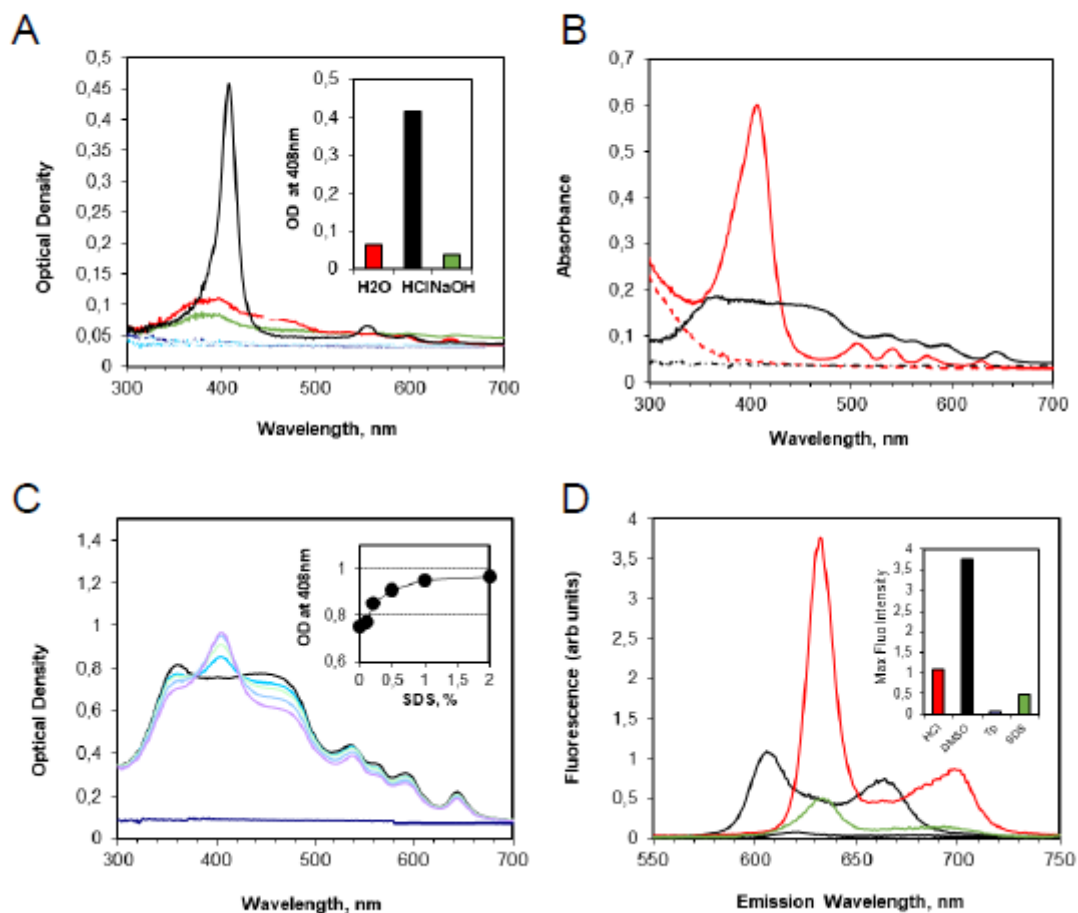 A
0,5
0,45
0,4
0,35
0,3
0,25
0,2
0,15
0,1
0,05
0
300 400 500 600 700
Optical Density
Wavelength, nm
0,5
0,4
0,3
0,2
0,1
0
OD at 408nm
H2O HCl NaOH
B
0,7
0,6
0,5
0,4
0,3
0,2
0,1
0
300 400 500 600 700
Absorbance
Wavelength, nm
C
1,4
1,2
1
0,8
0,6
0,4
0,2
0
300 400 500 600 700
Optical Density
Wavelength, nm
1
0,8
0,6
OD at 408nm
0 0,5 1 1,5 2
SDS, %
D
4
3,5
3
2,5
2
1,5
1
0,5
0
550 600 650 700 750
Fluorescence (arb units)
Emission Wavelength, nm
4
3,5
3
2,5
2
1,5
1
0,5
0
Max Fluo Intensity
HCl DMSO Tp SDS